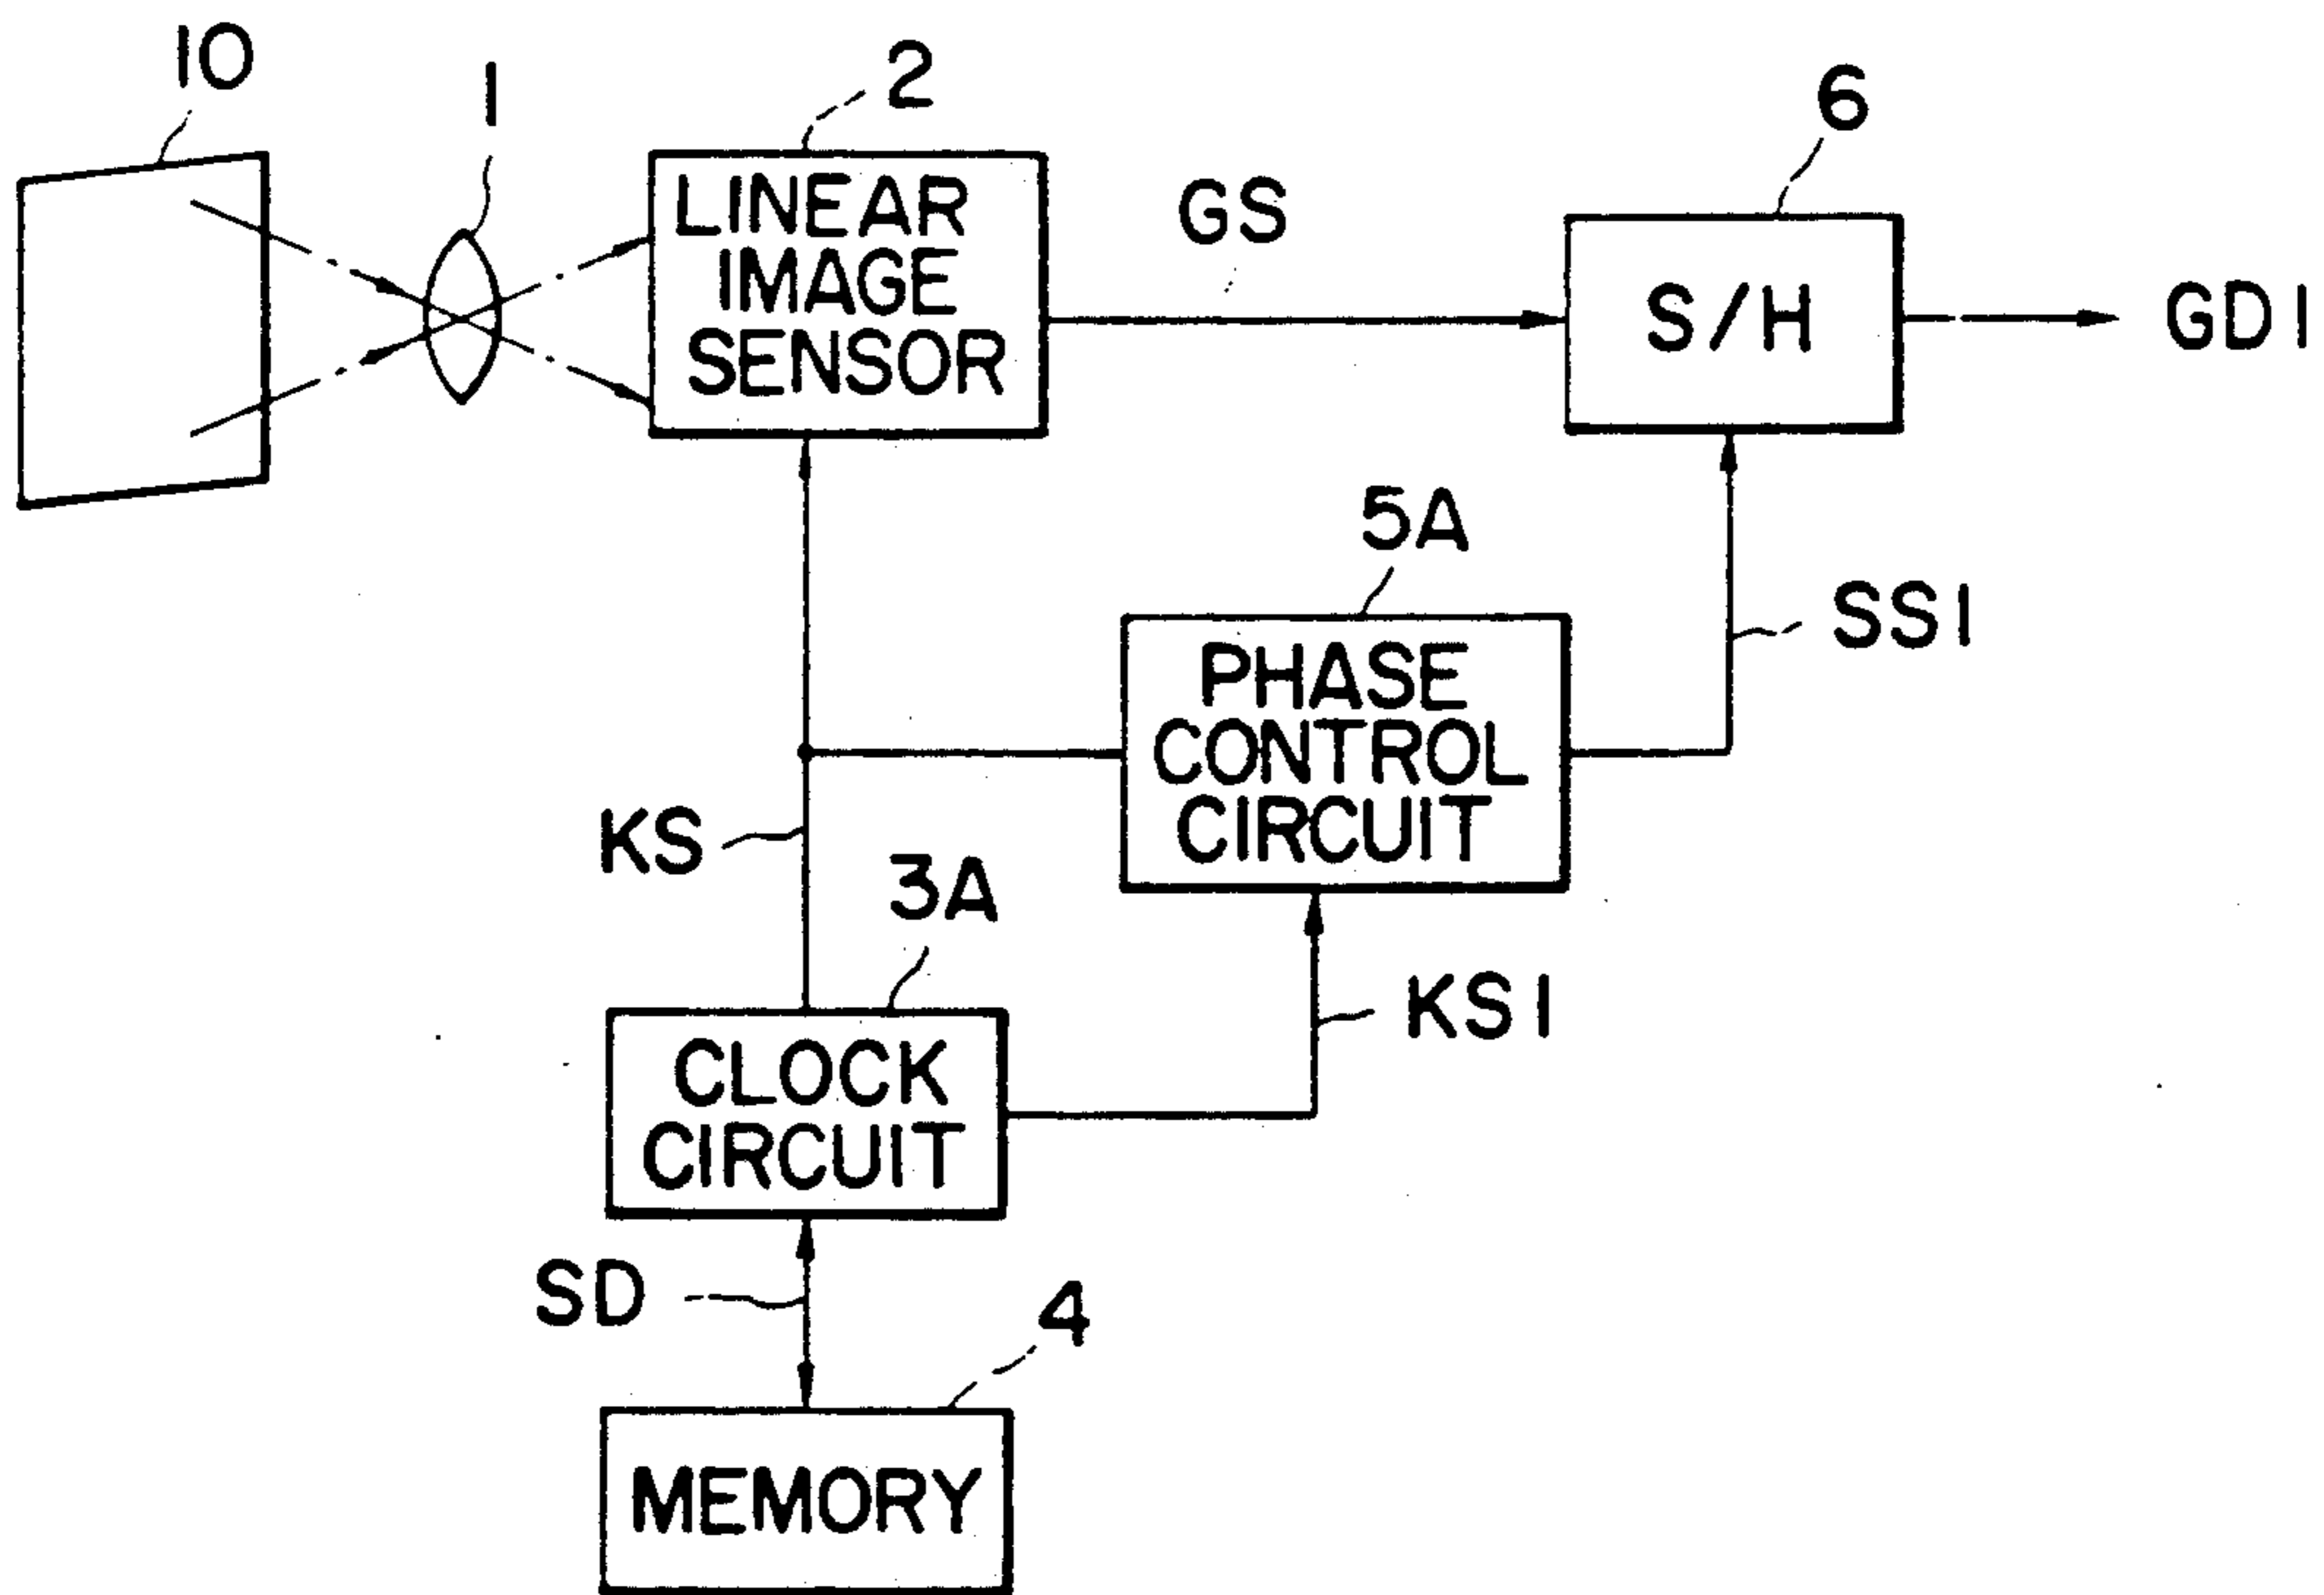 10
1
2
6
LINEAR
IMAGE
SENSOR
GS
S/H
GD1
5A
SS1
PHASE
CONTROL
CIRCUIT
KS
3A
KS1
CLOCK
CIRCUIT
SD
4
MEMORY